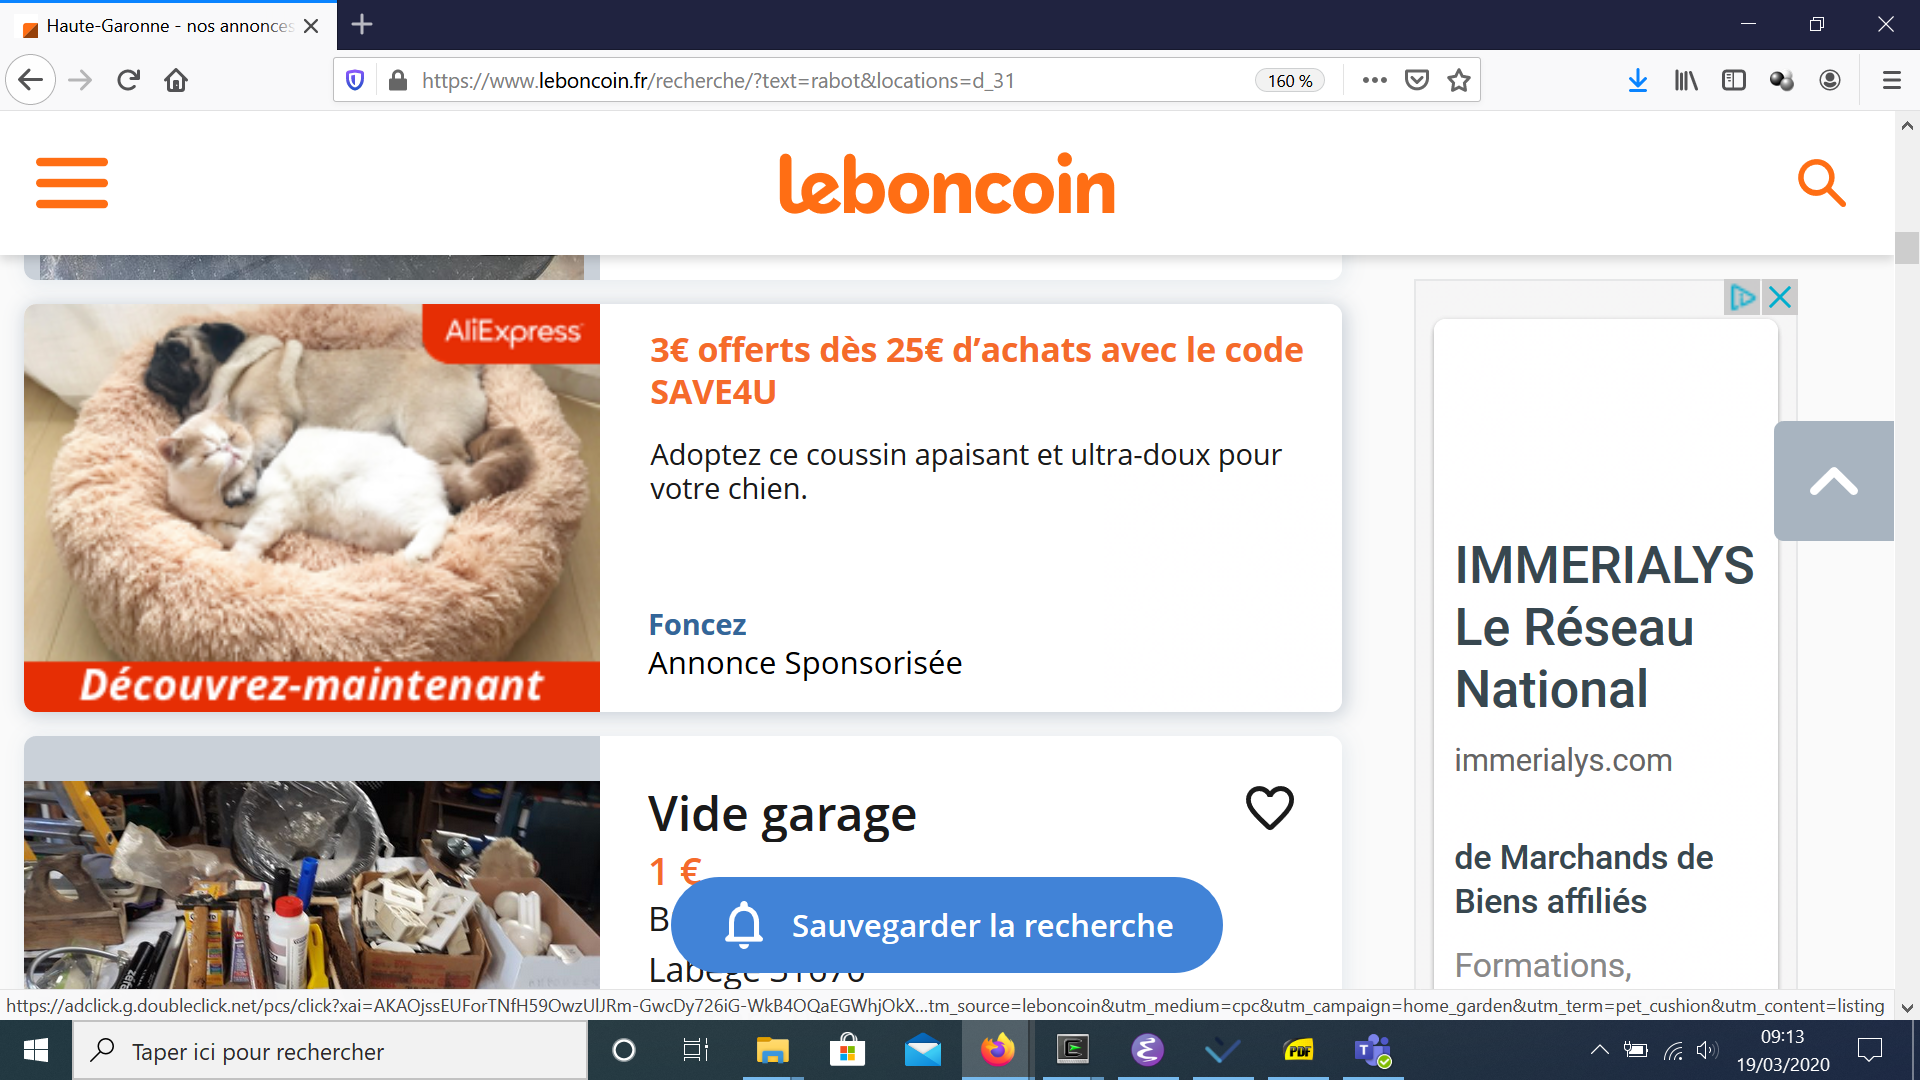 Haute-Garonne - nos annonces
https://www.leboncoin.fr/recherche/?text=rabot&locations=d_31
160 %
leboncoin
AliExpress
Découvrez-maintenant
3€ offerts dès 25€ d’achats avec le code
SAVE4U
Adoptez ce coussin apaisant et ultra-doux pour
votre chien.
Foncez
Annonce Sponsorisée
Vide garage
1 €
B
Labège 31670
Sauvegarder la recherche
IMMERIALYS
Le Réseau
National
immerialys.com
de Marchands de
Biens affiliés
Formations,
https://adclick.g.doubleclick.net/pcs/click?xai=AKAOjssEUForTNfH59OwzUlJRm-GwcDy726iG-WkB4OQaEGWhjOkX...tm_source=leboncoin&utm_medium=cpc&utm_campaign=home_garden&utm_term=pet_cushion&utm_content=listing
Taper ici pour rechercher
PDF
09:13
19/03/2020